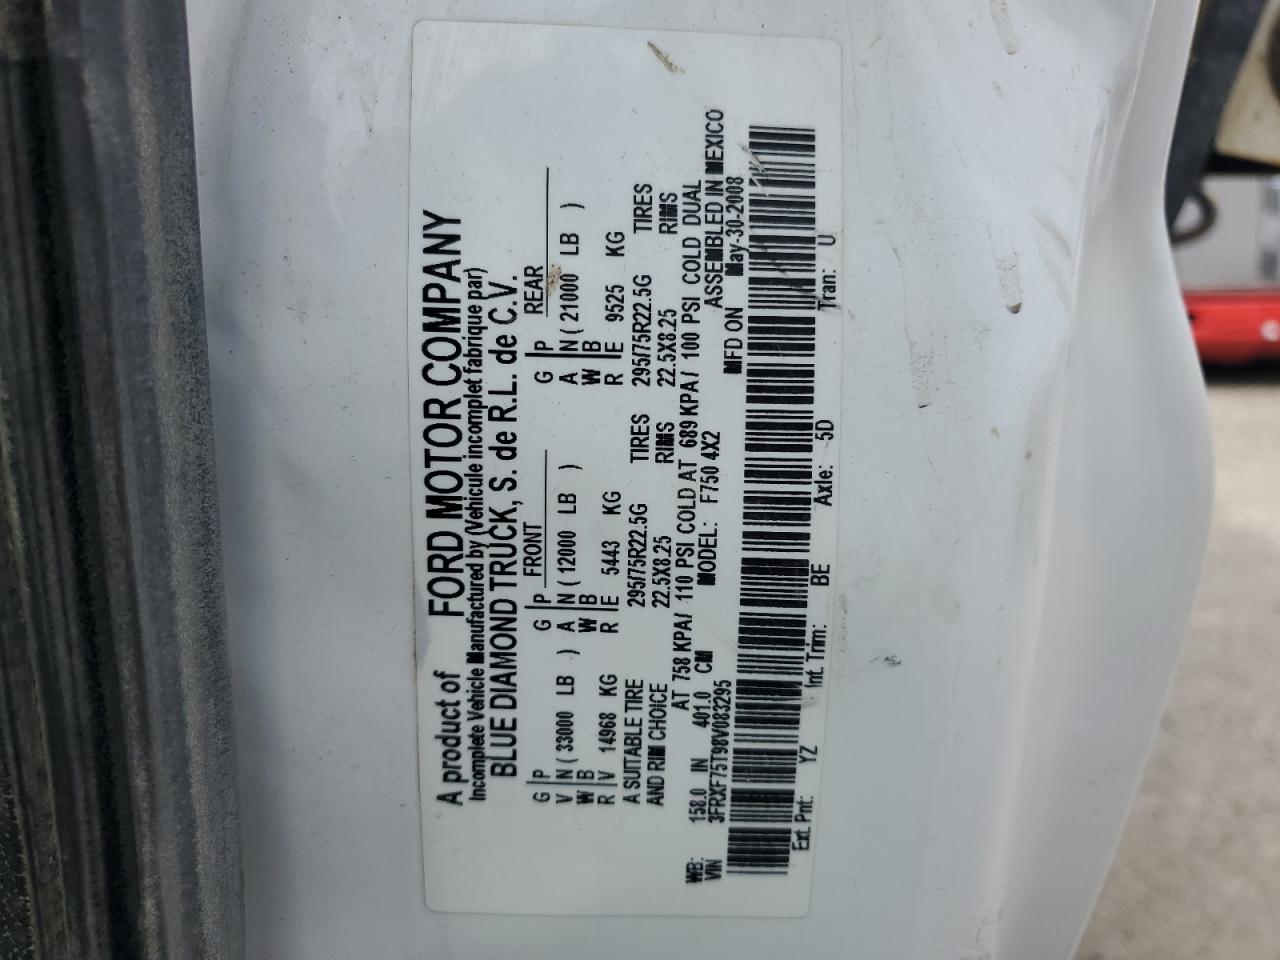 A product of FORD MOTOR COMPANY
Incomplete Vehicle Manufactured by (Vehicule incomplet fabrique par)
BLUE DIAMOND TRUCK, S. de R.L. de C.V.
FRONT REAR
G P G P G P
V N ( 33000 LB ) A N ( 12000 LB ) A N ( 21000 LB )
W B W B W B
R V 14968 KG R E 5443 KG R E 9525 KG
A SUITABLE TIRE 295/75R22.5G TIRES 295/75R22.5G TIRES
AND RIM CHOICE 22.5X8.25 RIMS 22.5X8.25 RIMS
AT 758 KPA/ 110 PSI COLD AT 689 KPA/ 100 PSI COLD DUAL
WB: 158.0 IN 401.0 CM MODEL: F750 4X2 ASSEMBLED IN MEXICO
VIN 3FRXF75T98V083295 MFD ON May-30-2008
Ext. Pnt: YZ Int. Trim: BE Axle: 5D Tran: U